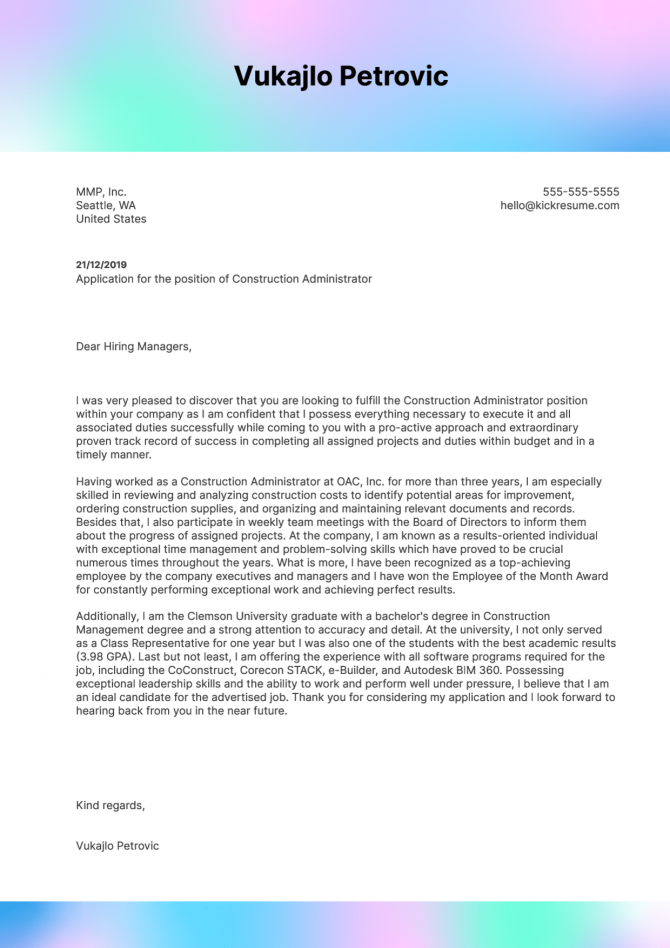 Vukajlo Petrovic
MMP, Inc.
Seattle, WA
United States
555-555-5555
hello@kickresume.com
21/12/2019
Application for the position of Construction Administrator
Dear Hiring Managers,
I was very pleased to discover that you are looking to fulfill the Construction Administrator position
within your company as I am confident that I possess everything necessary to execute it and all
associated duties successfully while coming to you with a pro-active approach and extraordinary
proven track record of success in completing all assigned projects and duties within budget and in a
timely manner.
Having worked as a Construction Administrator at OAC, Inc. for more than three years, I am especially
skilled in reviewing and analyzing construction costs to identify potential areas for improvement,
ordering construction supplies, and organizing and maintaining relevant documents and records.
Besides that, I also participate in weekly team meetings with the Board of Directors to inform them
about the progress of assigned projects. At the company, I am known as a results-oriented individual
with exceptional time management and problem-solving skills which have proved to be crucial
numerous times throughout the years. What is more, I have been recognized as a top-achieving
employee by the company executives and managers and I have won the Employee of the Month Award
for constantly performing exceptional work and achieving perfect results.
Additionally, I am the Clemson University graduate with a bachelor's degree in Construction
Management degree and a strong attention to accuracy and detail. At the university, I not only served
as a Class Representative for one year but I was also one of the students with the best academic results
(3.98 GPA). Last but not least, I am offering the experience with all software programs required for the
job, including the CoConstruct, Corecon STACK, e-Builder, and Autodesk BIM 360. Possessing
exceptional leadership skills and the ability to work and perform well under pressure, I believe that I am
an ideal candidate for the advertised job. Thank you for considering my application and I look forward to
hearing back from you in the near future.
Kind regards,
Vukajlo Petrovic